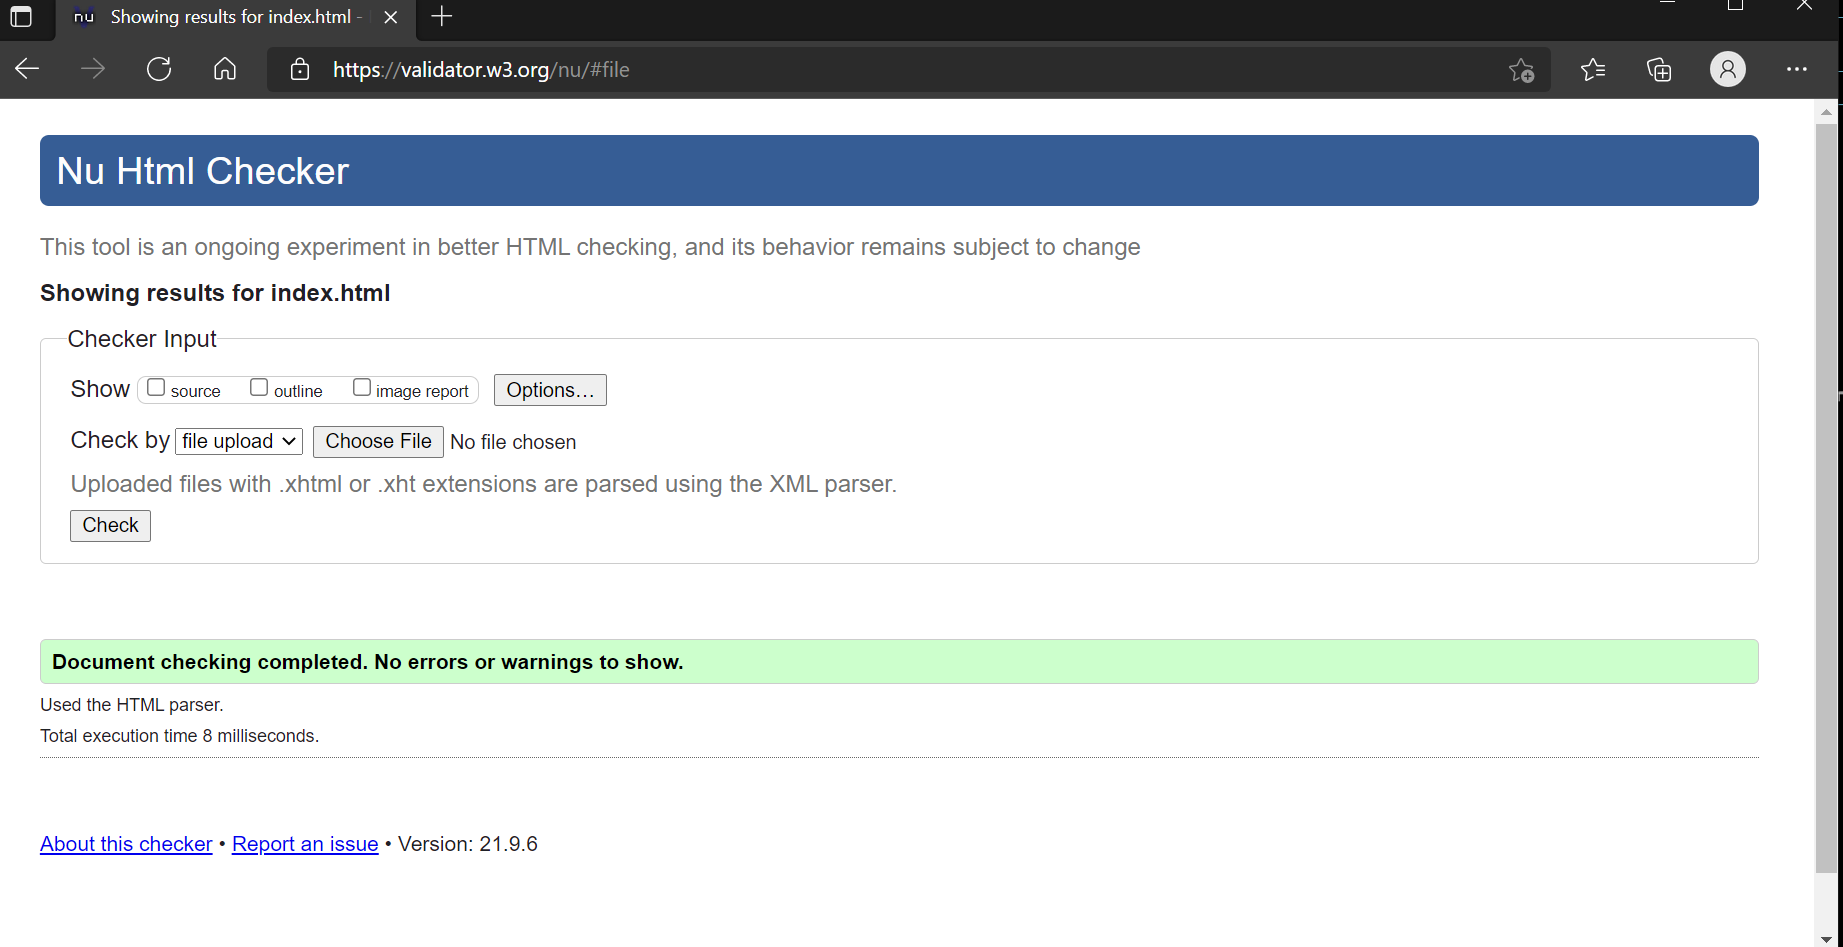 nu Showing results for index.html -
https://validator.w3.org/nu/#file
Nu Html Checker
This tool is an ongoing experiment in better HTML checking, and its behavior remains subject to change
Showing results for index.html
Checker Input
Show source outline image report Options...
Check by file upload Choose File No file chosen
Uploaded files with .xhtml or .xht extensions are parsed using the XML parser.
Check
Document checking completed. No errors or warnings to show.
Used the HTML parser.
Total execution time 8 milliseconds.
About this checker • Report an issue • Version: 21.9.6